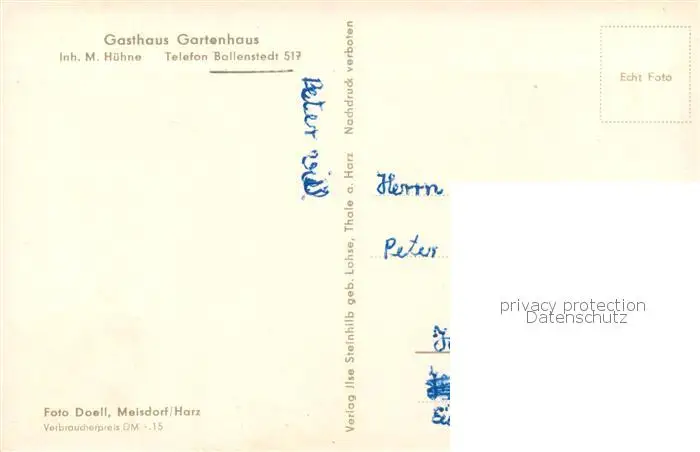 Gasthaus Gartenhaus
Inh. M. Hühne Telefon Ballenstedt 517
Peter
Foto Doell, Meisdorf/Harz
Verbraucherpreis DM -.15
Verlag Ilse Steinhilb geb. Lohse, Thale a. Harz Nachdruck verboten
Echt Foto
Herrn
Peter
privacy protection
Datenschutz